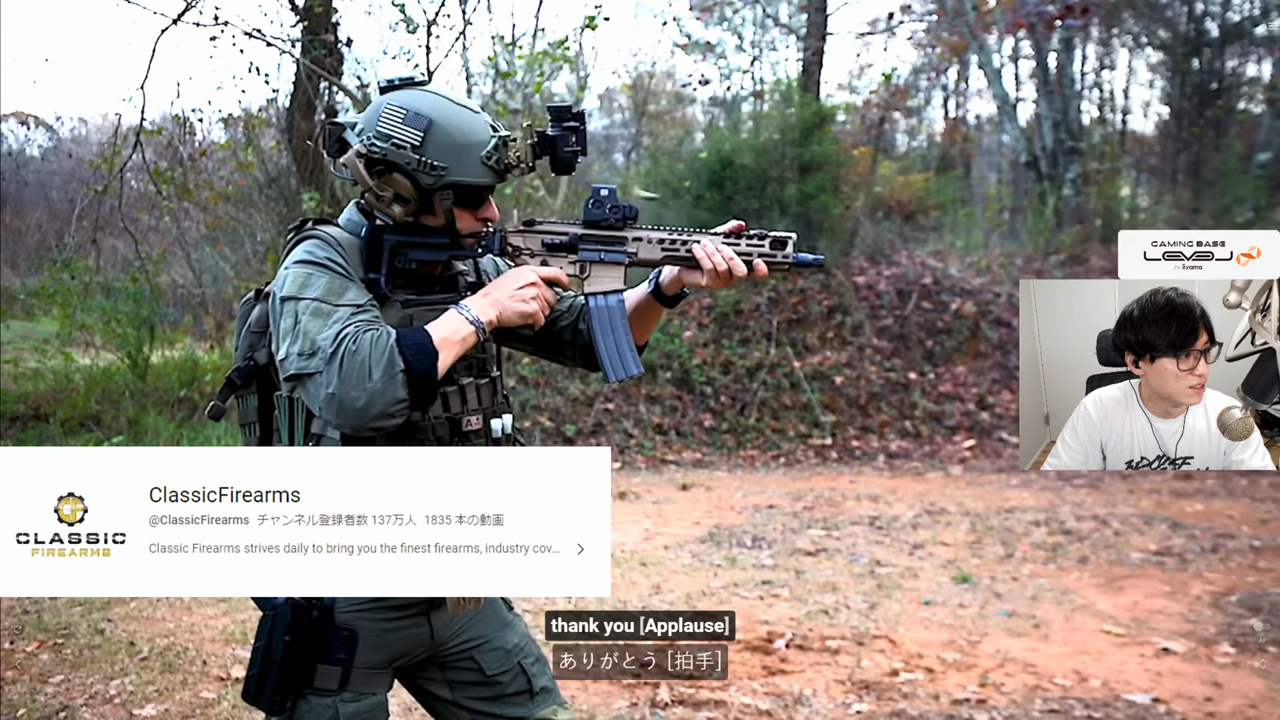 GAMING BASE
LEVEL∞
by iiyama
ClassicFirearms
@ClassicFirearms チャンネル登録者数 137万人 1835 本の動画
CLASSIC
FIREARMS
Classic Firearms strives daily to bring you the finest firearms, industry cov...
thank you [Applause]
ありがとう [拍手]